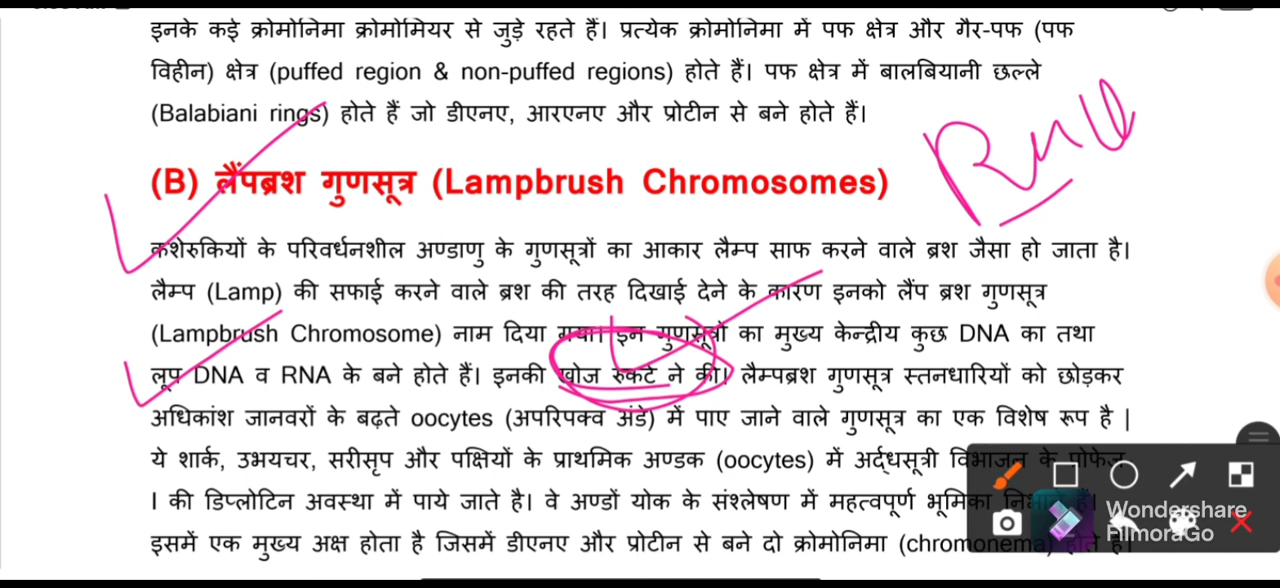 इनके कई क्रोमोनिमा क्रोमोमियर से जुड़े रहते हैं। प्रत्येक क्रोमोनिमा में पफ क्षेत्र और गैर-पफ (पफ
विहीन) क्षेत्र (puffed region & non-puffed regions) होते हैं। पफ क्षेत्र में बालबियानी छल्ले
(Balabiani rings) होते हैं जो डीएनए, आरएनए और प्रोटीन से बने होते हैं।
(B) लैंपब्रश गुणसूत्र (Lampbrush Chromosomes)
कशेरुकियों के परिवर्धनशील अण्डाणु के गुणसूत्रों का आकार लैम्प साफ करने वाले ब्रश जैसा हो जाता है।
लैम्प (Lamp) की सफाई करने वाले ब्रश की तरह दिखाई देने के कारण इनको लैंप ब्रश गुणसूत्र
(Lampbrush Chromosome) नाम दिया गया। इन गुणसूत्रों का मुख्य केन्द्रीय कुछ DNA का तथा
लूप DNA व RNA के बने होते हैं। इनकी खोज रुकर्ट ने की। लैम्पब्रश गुणसूत्र स्तनधारियों को छोड़कर
अधिकांश जानवरों के बढ़ते oocytes (अपरिपक्व अंडे) में पाए जाने वाले गुणसूत्र का एक विशेष रूप है |
ये शार्क, उभयचर, सरीसृप और पक्षियों के प्राथमिक अण्डक (oocytes) में अर्द्धसूत्री विभाजन के प्रोफेज
I की डिप्लोटिन अवस्था में पाये जाते है। वे अण्डों योक के संश्लेषण में महत्वपूर्ण भूमिका निभाते हैं।
इसमें एक मुख्य अक्ष होता है जिसमें डीएनए और प्रोटीन से बने दो क्रोमोनिमा (chromonema) होते हैं।
Wondershare
FilmoraGo